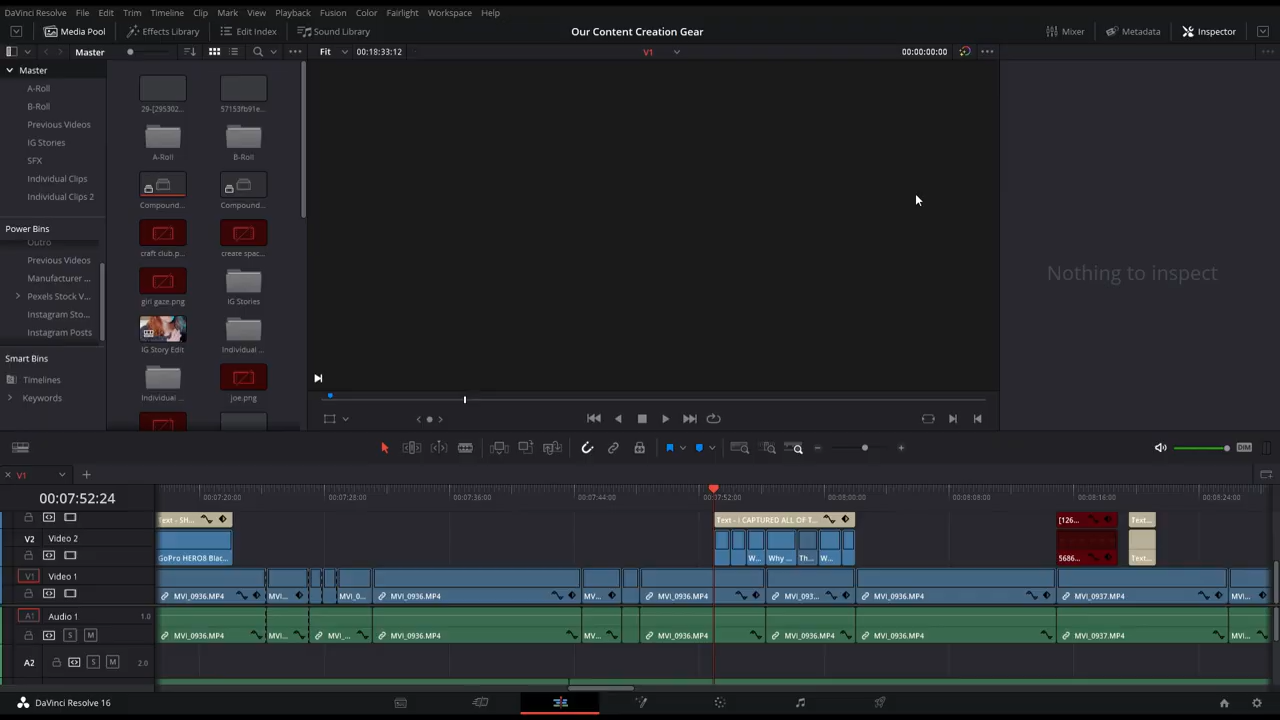 DaVinci Resolve File Edit Trim Timeline Clip Mark View Playback Fusion Color Fairlight Workspace Help
Media Pool Effects Library Edit Index Sound Library Our Content Creation Gear Mixer Metadata Inspector
Master Fit 00:18:33:12 V1 00:00:00:00
Master
A-Roll
B-Roll
Previous Videos
IG Stories
SFX
Individual Clips
Individual Clips 2
Power Bins
Outro
Previous Videos
Manufacturer ...
Pexels Stock V...
Instagram Sto...
Instagram Posts
Smart Bins
Timelines
Keywords
29-[295302... 57153fb91e...
A-Roll B-Roll
Compound... Compound...
craft club.p... create spac...
girl gaze.png IG Stories
IG Story Edit Individual ...
Individual ... joe.png
Nothing to inspect
DIM
V1
00:07:52:24 00:07:20:00 00:07:28:00 00:07:36:00 00:07:44:00 00:07:52:00 00:08:00:00 00:08:08:00 00:08:16:00 00:08:24:00
Text - SH... Text - I CAPTURED ALL OF T... [126... Text...
V2 Video 2
GoPro HERO8 Blac... W... Why ... Th... W... 5686...
V1 Video 1
MVI_0936.MP4 MVI... MVI_0... MVI_0936.MP4 MV... MVI_0936.MP4 MVI_093... MVI_0936.MP4 MVI_0937.MP4 MVI...
A1 Audio 1 1.0
S M MVI_0936.MP4 MVI... MVI_... MVI_0936.MP4 MV... MVI_0936.MP4 MVI_0936.MP4 MVI_0936.MP4 MVI_0937.MP4 MVI...
A2 S M 2.0
DaVinci Resolve 16